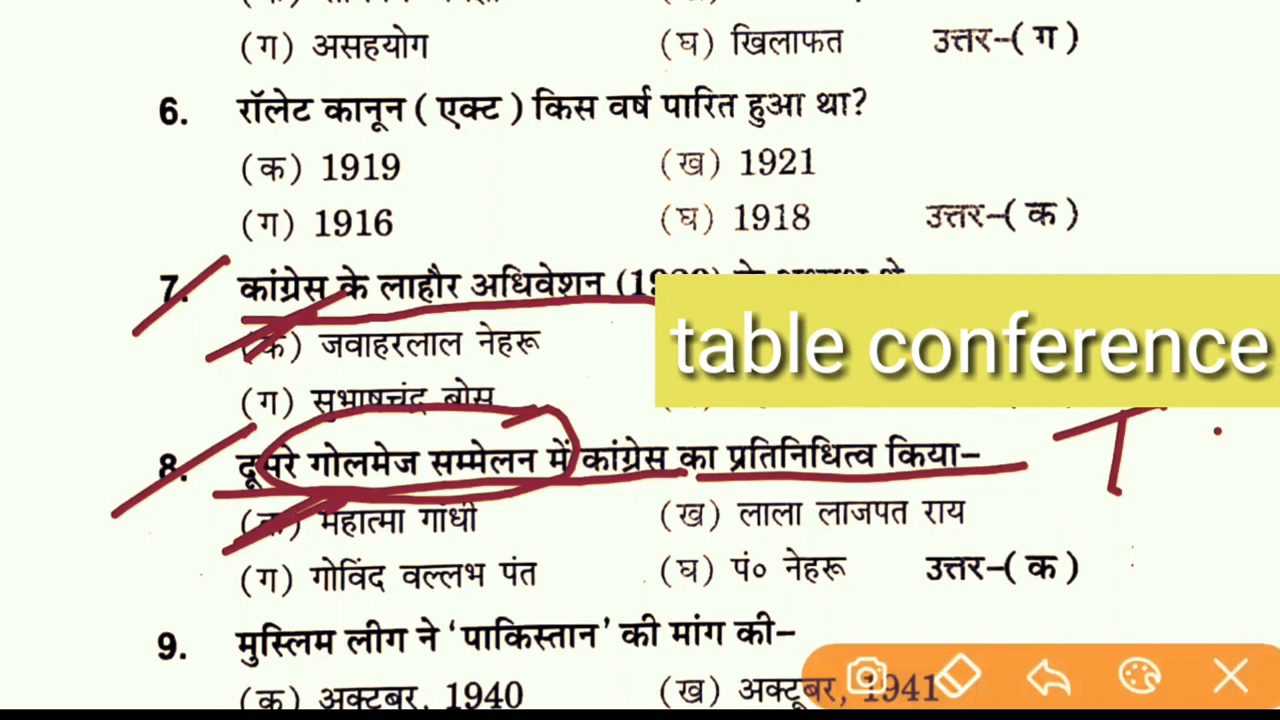 (ग) असहयोग (घ) खिलाफत उत्तर-( ग )
6. रॉलेट कानून ( एक्ट ) किस वर्ष पारित हुआ था?
(क) 1919 (ख) 1921
(ग) 1916 (घ) 1918 उत्तर-( क )
7. कांग्रेस के लाहौर अधिवेशन
table conference
(क) जवाहरलाल नेहरू
(ग) सुभाषचंद्र बोस
8. दूसरे गोलमेज सम्मेलन में कांग्रेस का प्रतिनिधित्व किया-
(क) महात्मा गांधी (ख) लाला लाजपत राय
(ग) गोविंद वल्लभ पंत (घ) पं० नेहरू उत्तर-( क )
9. मुस्लिम लीग ने 'पाकिस्तान' की मांग की-
(क) अक्टूबर, 1940 (ख) अक्टूबर, 1941